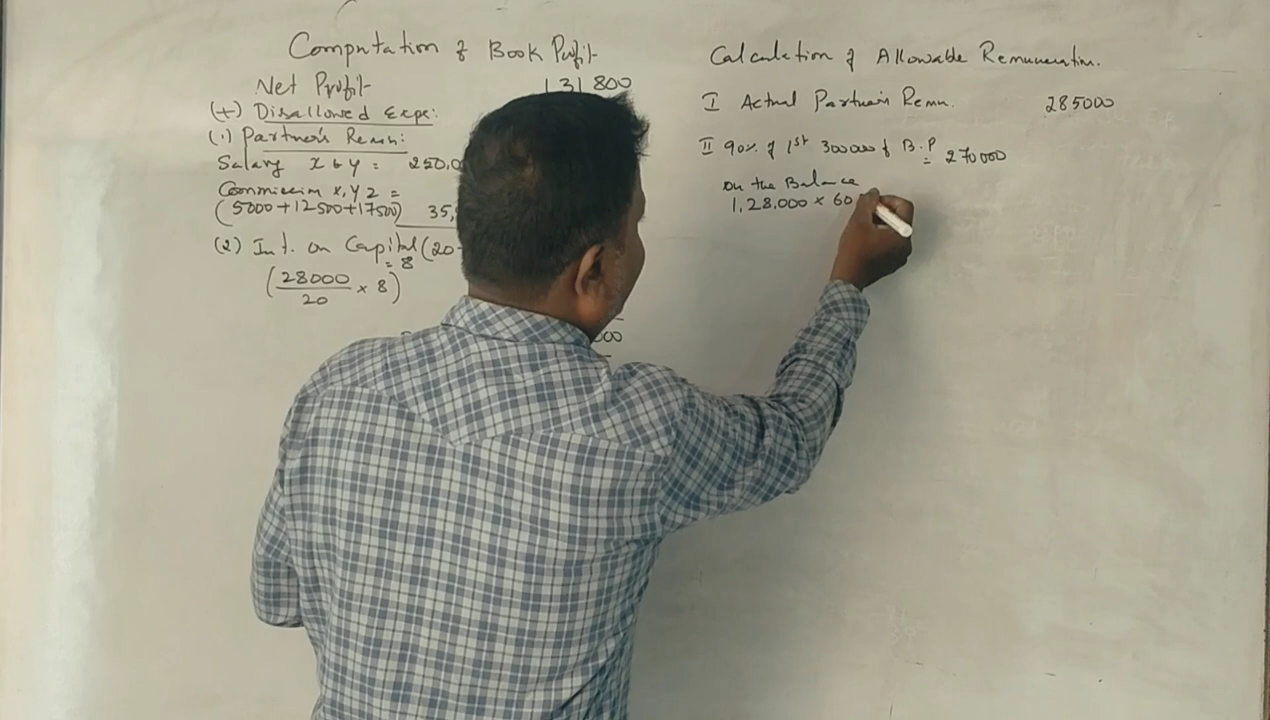 Computation of Book Profit
Net Profit 131800
(+) Disallowed Expe:
(1) Partner's Remn:
Salary X & Y = 250,0
Commission X, Y Z =
(5000+12500+17500) 35,
(2) Int. on Capital (20-
= 8
(28000/20 × 8)
000
Calculation of Allowable Remuneration.
I Actual Partner's Remn. 285000
II 90% of 1st 300000 of B.P
= 270000
On the Balance
1,28,000 × 60